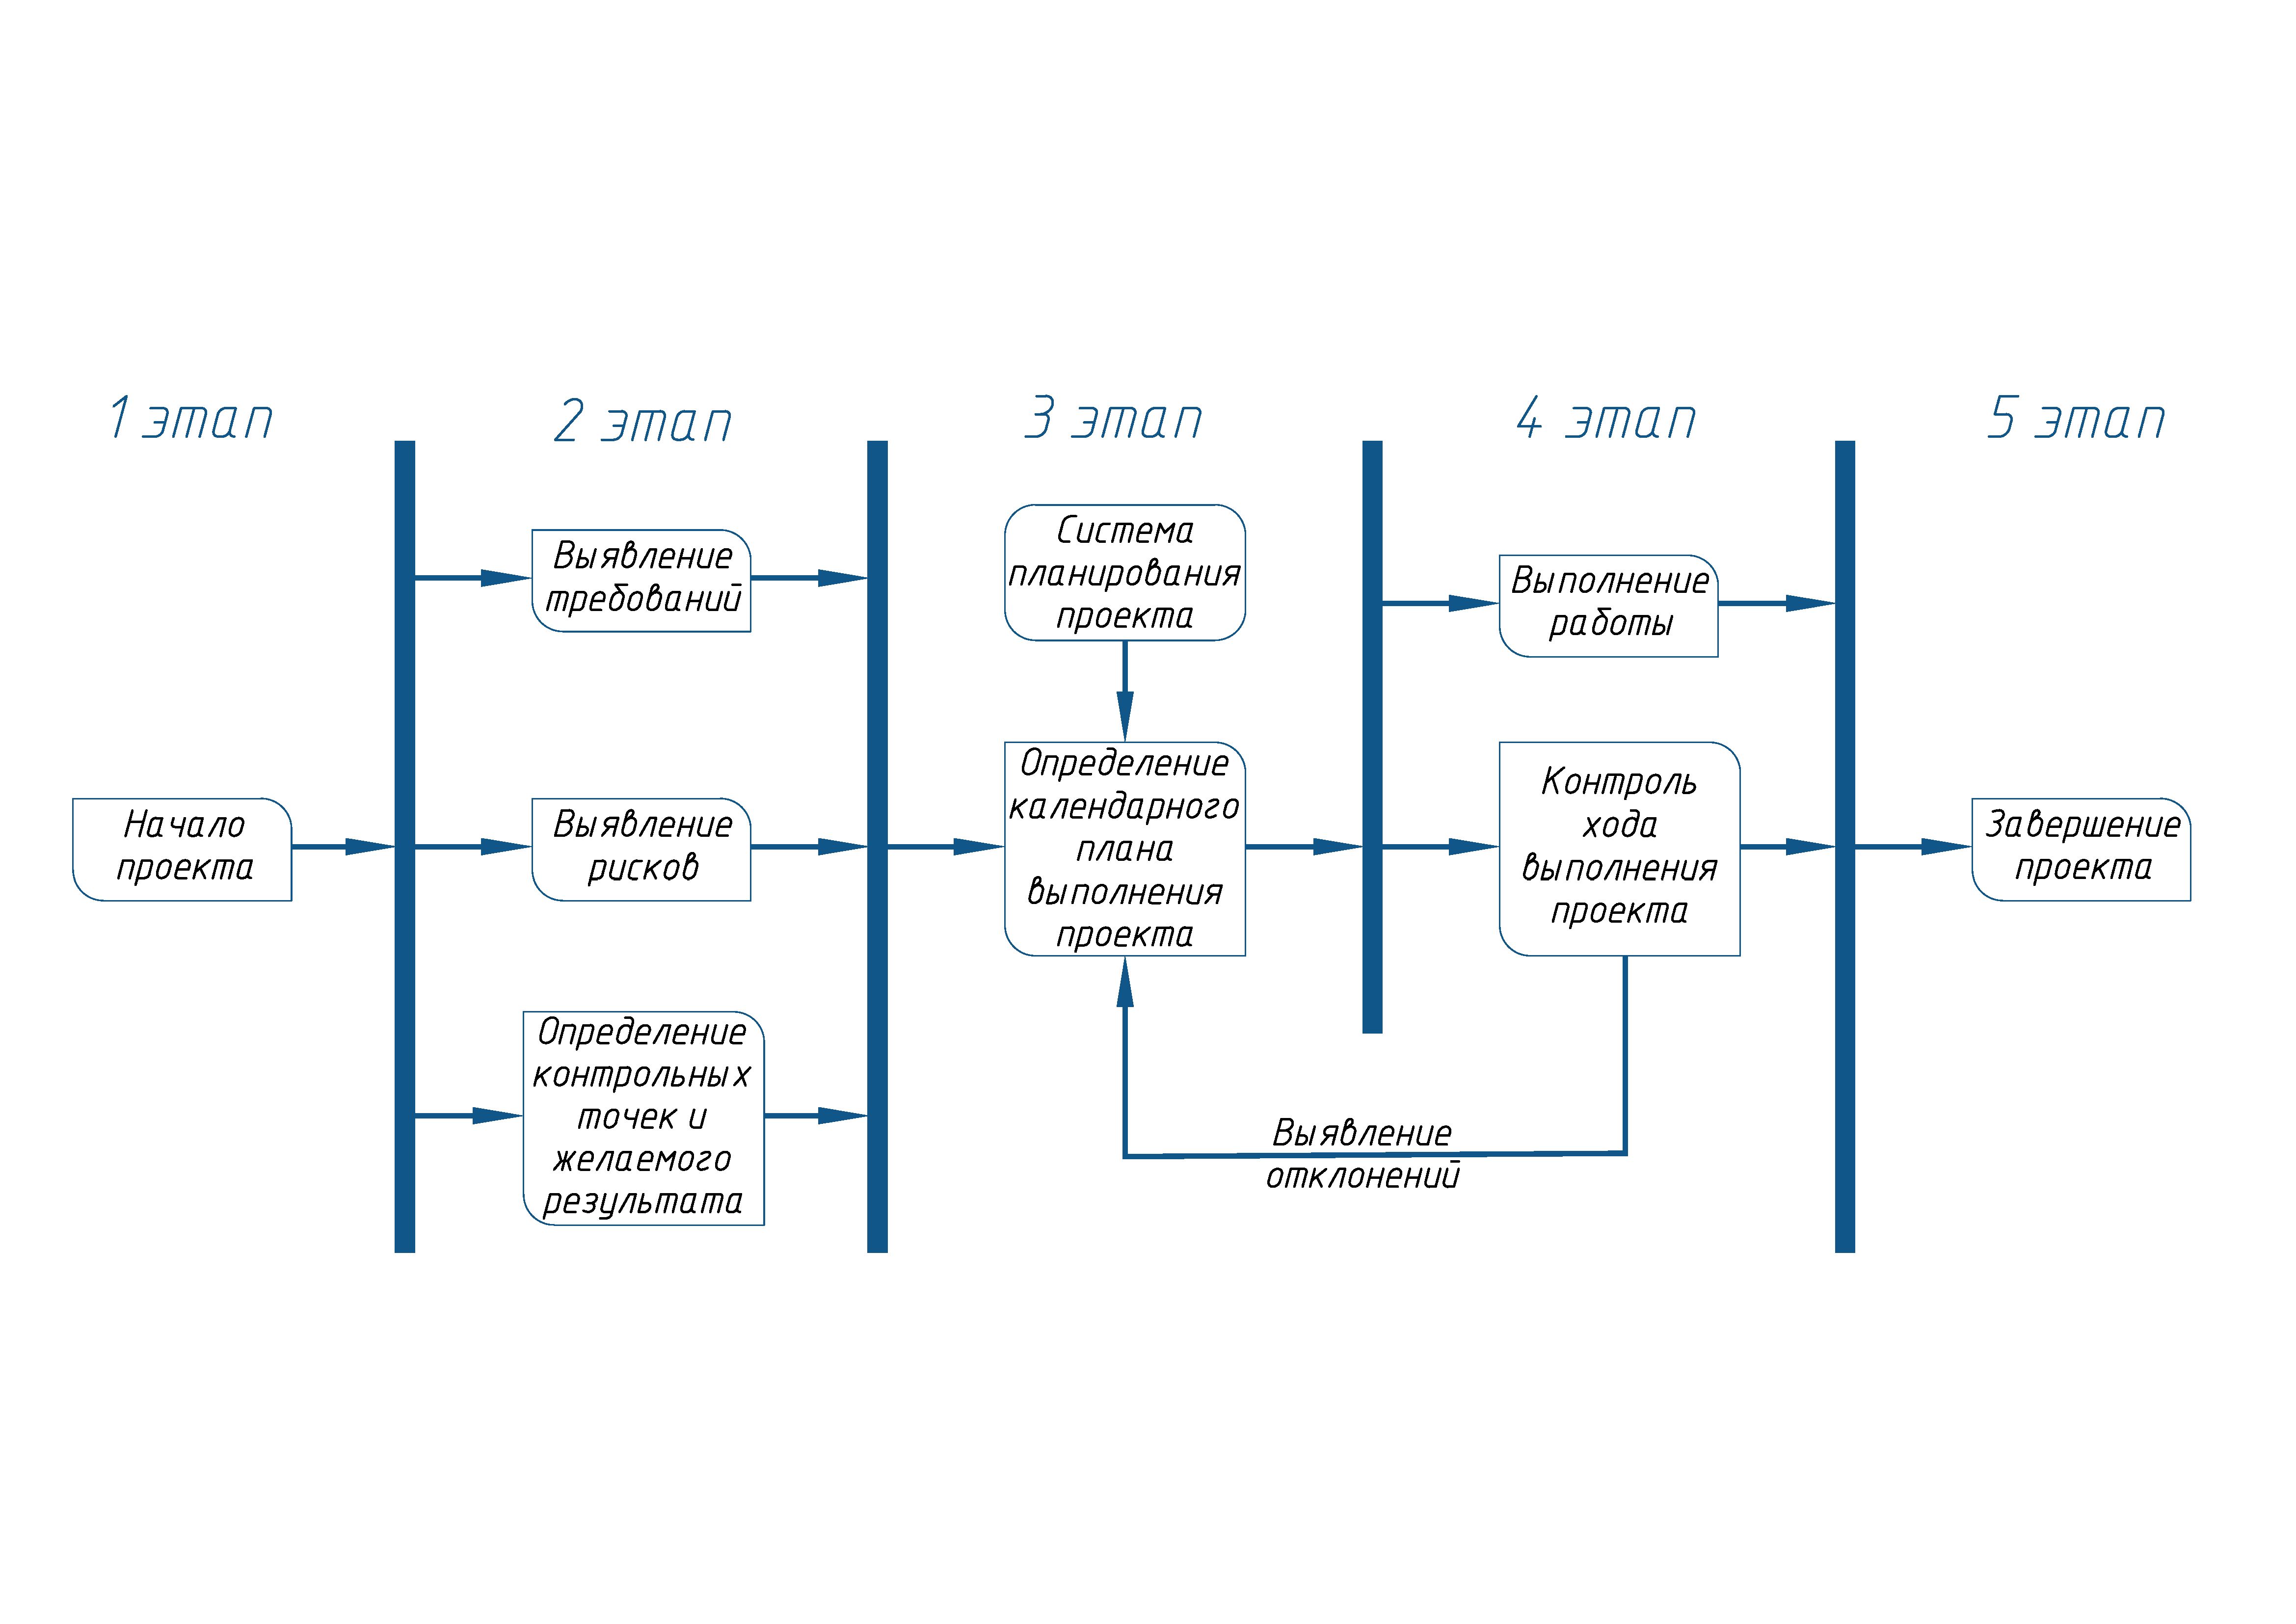 1 этап
2 этап
3 этап
4 этап
5 этап
Начало
проекта
Выявление
требований
Выявление
рисков
Определение
контрольных
точек и
желаемого
результата
Система
планирования
проекта
Определение
календарного
плана
выполнения
проекта
Выявление
отклонений
Выполнение
работы
Контроль
хода
выполнения
проекта
Завершение
проекта